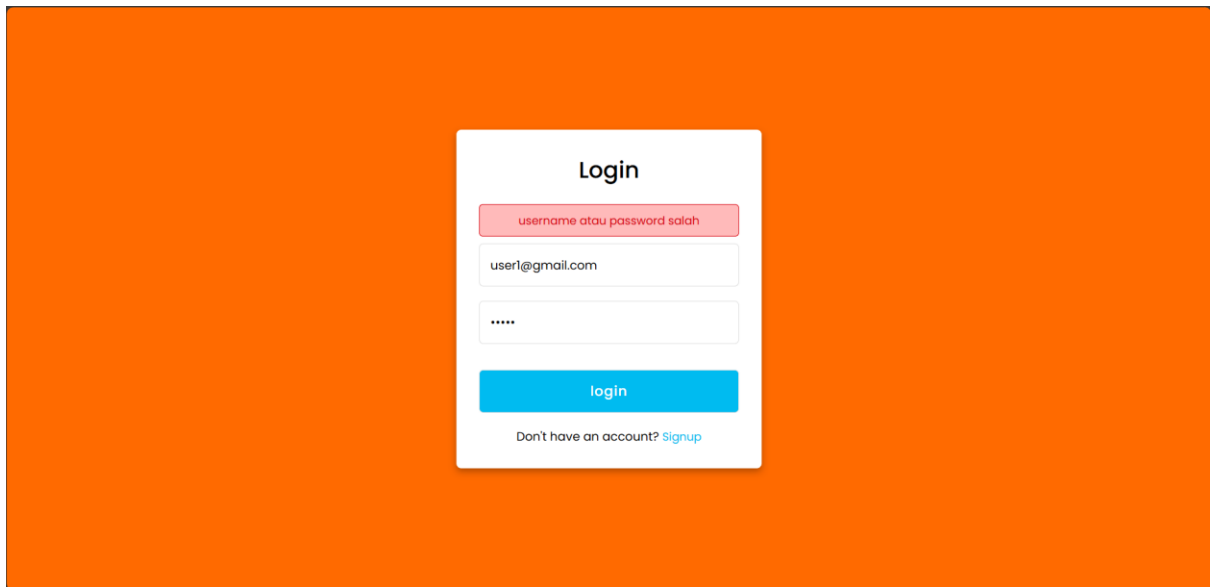 Login
username atau password salah
user1@gmail.com
•••••
login
Don't have an account? Signup